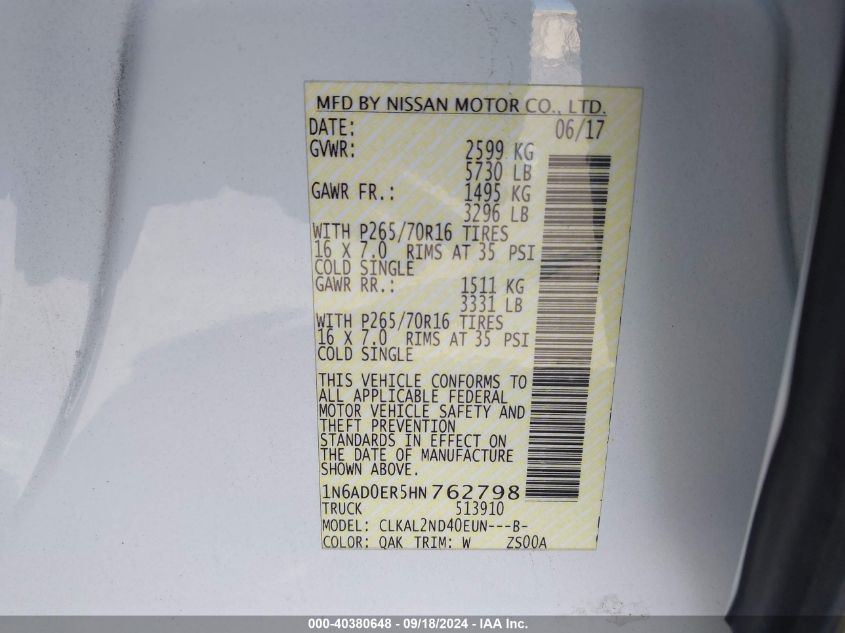 MFD BY NISSAN MOTOR CO., LTD.
DATE: 06/17
GVWR: 2599 KG
5730 LB
GAWR FR.: 1495 KG
3296 LB
WITH P265/70R16 TIRES
16 X 7.0 RIMS AT 35 PSI
COLD SINGLE
GAWR RR.: 1511 KG
3331 LB
WITH P265/70R16 TIRES
16 X 7.0 RIMS AT 35 PSI
COLD SINGLE
THIS VEHICLE CONFORMS TO
ALL APPLICABLE FEDERAL
MOTOR VEHICLE SAFETY AND
THEFT PREVENTION
STANDARDS IN EFFECT ON
THE DATE OF MANUFACTURE
SHOWN ABOVE.
1N6AD0ER5HN762798
TRUCK 513910
MODEL: CLKAL2ND40EUN---B-
COLOR: QAK TRIM: W ZS00A
000-40380648 - 09/18/2024 - IAA Inc.